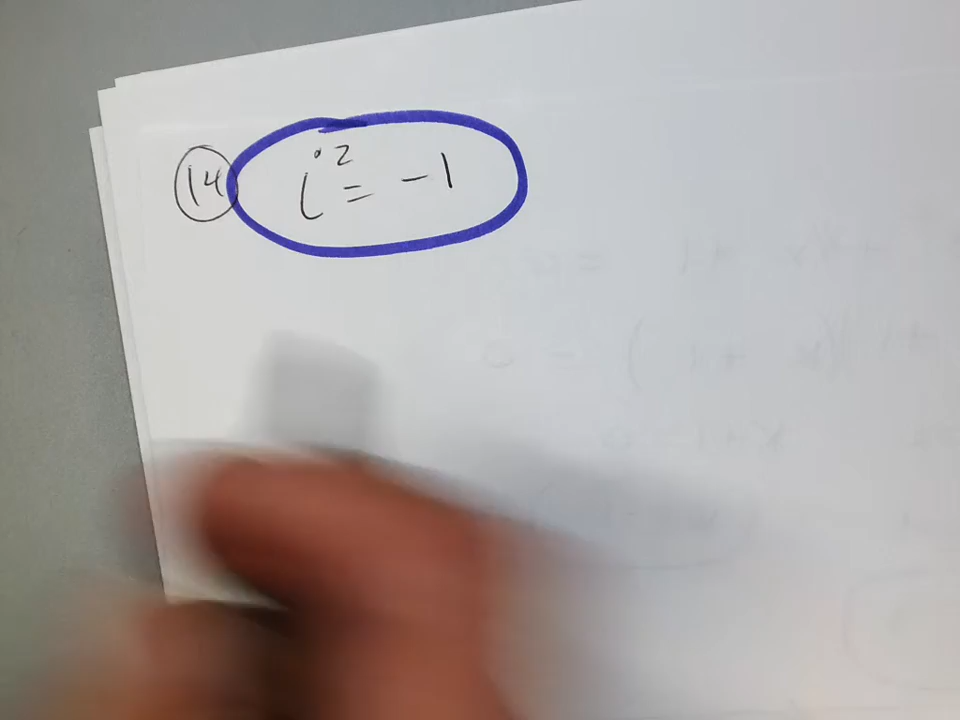 14 i² = -1